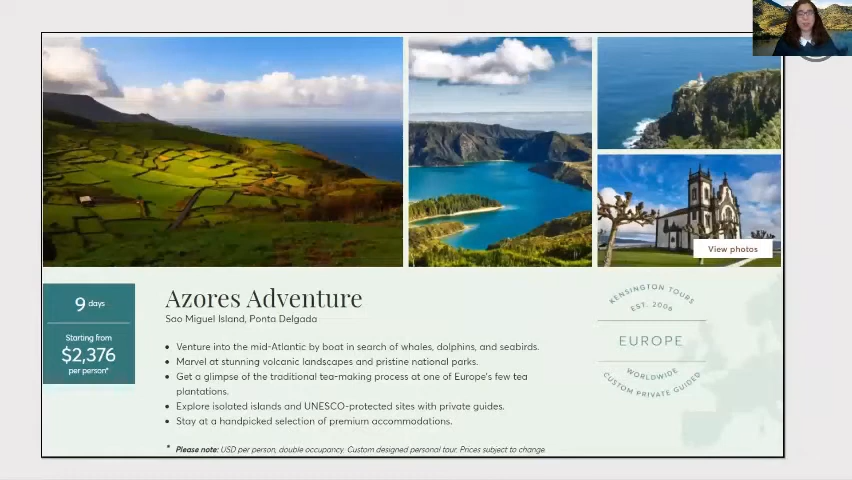 View photos
9 days
Starting from
$2,376
per person*
Azores Adventure
Sao Miguel Island, Ponta Delgada
• Venture into the mid-Atlantic by boat in search of whales, dolphins, and seabirds.
• Marvel at stunning volcanic landscapes and pristine national parks.
• Get a glimpse of the traditional tea-making process at one of Europe's few tea
plantations.
• Explore isolated islands and UNESCO-protected sites with private guides.
• Stay at a handpicked selection of premium accommodations.
* Please note: USD per person, double occupancy. Custom designed personal tour. Prices subject to change
KENSINGTON TOURS
EST. 2006
EUROPE
WORLDWIDE
CUSTOM PRIVATE GUIDED